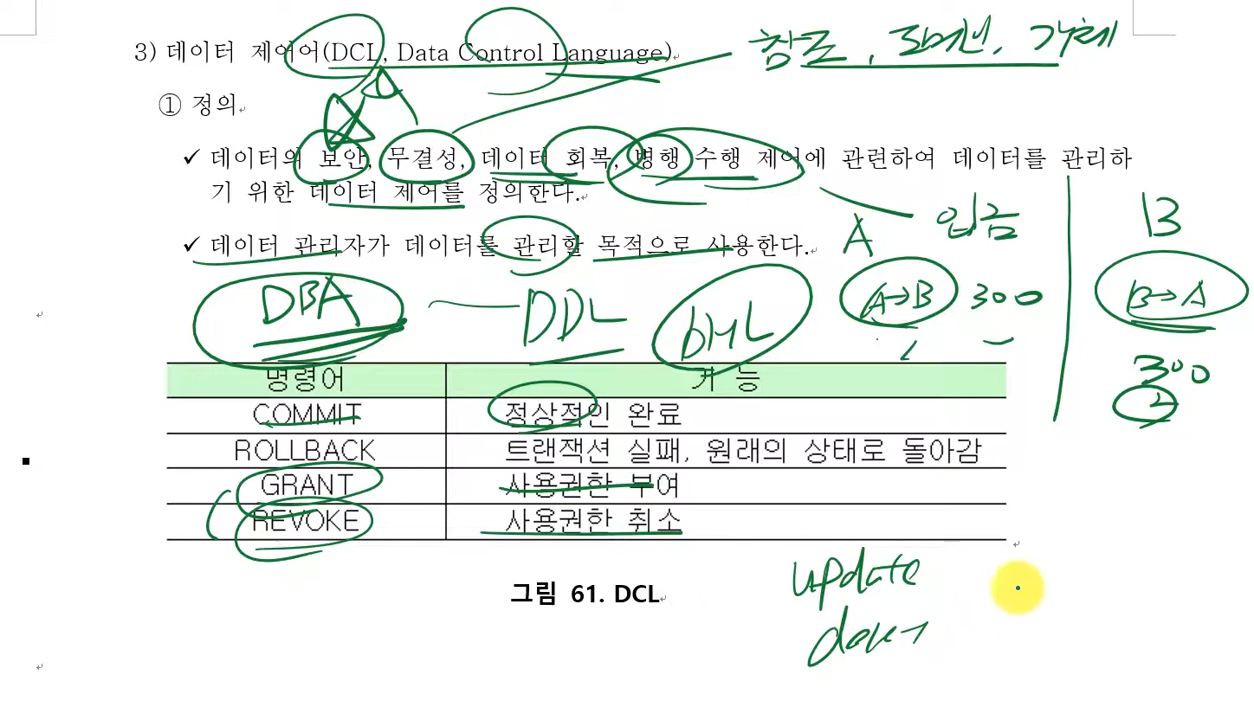 3) 데이터 제어어(DCL, Data Control Language)
참조, 도메인, 개체
① 정의
✓ 데이터의 보안, 무결성, 데이터 회복, 병행 수행 제어에 관련하여 데이터를 관리하
기 위한 데이터 제어를 정의한다.
✓ 데이터 관리자가 데이터를 관리할 목적으로 사용한다.
A 입금 B
DBA DDL DML
A→B 300 B→A
300
명령어 기 능
COMMIT 정상적인 완료
ROLLBACK 트랜잭션 실패, 원래의 상태로 돌아감
GRANT 사용권한 부여
REVOKE 사용권한 취소
update
그림 61. DCL